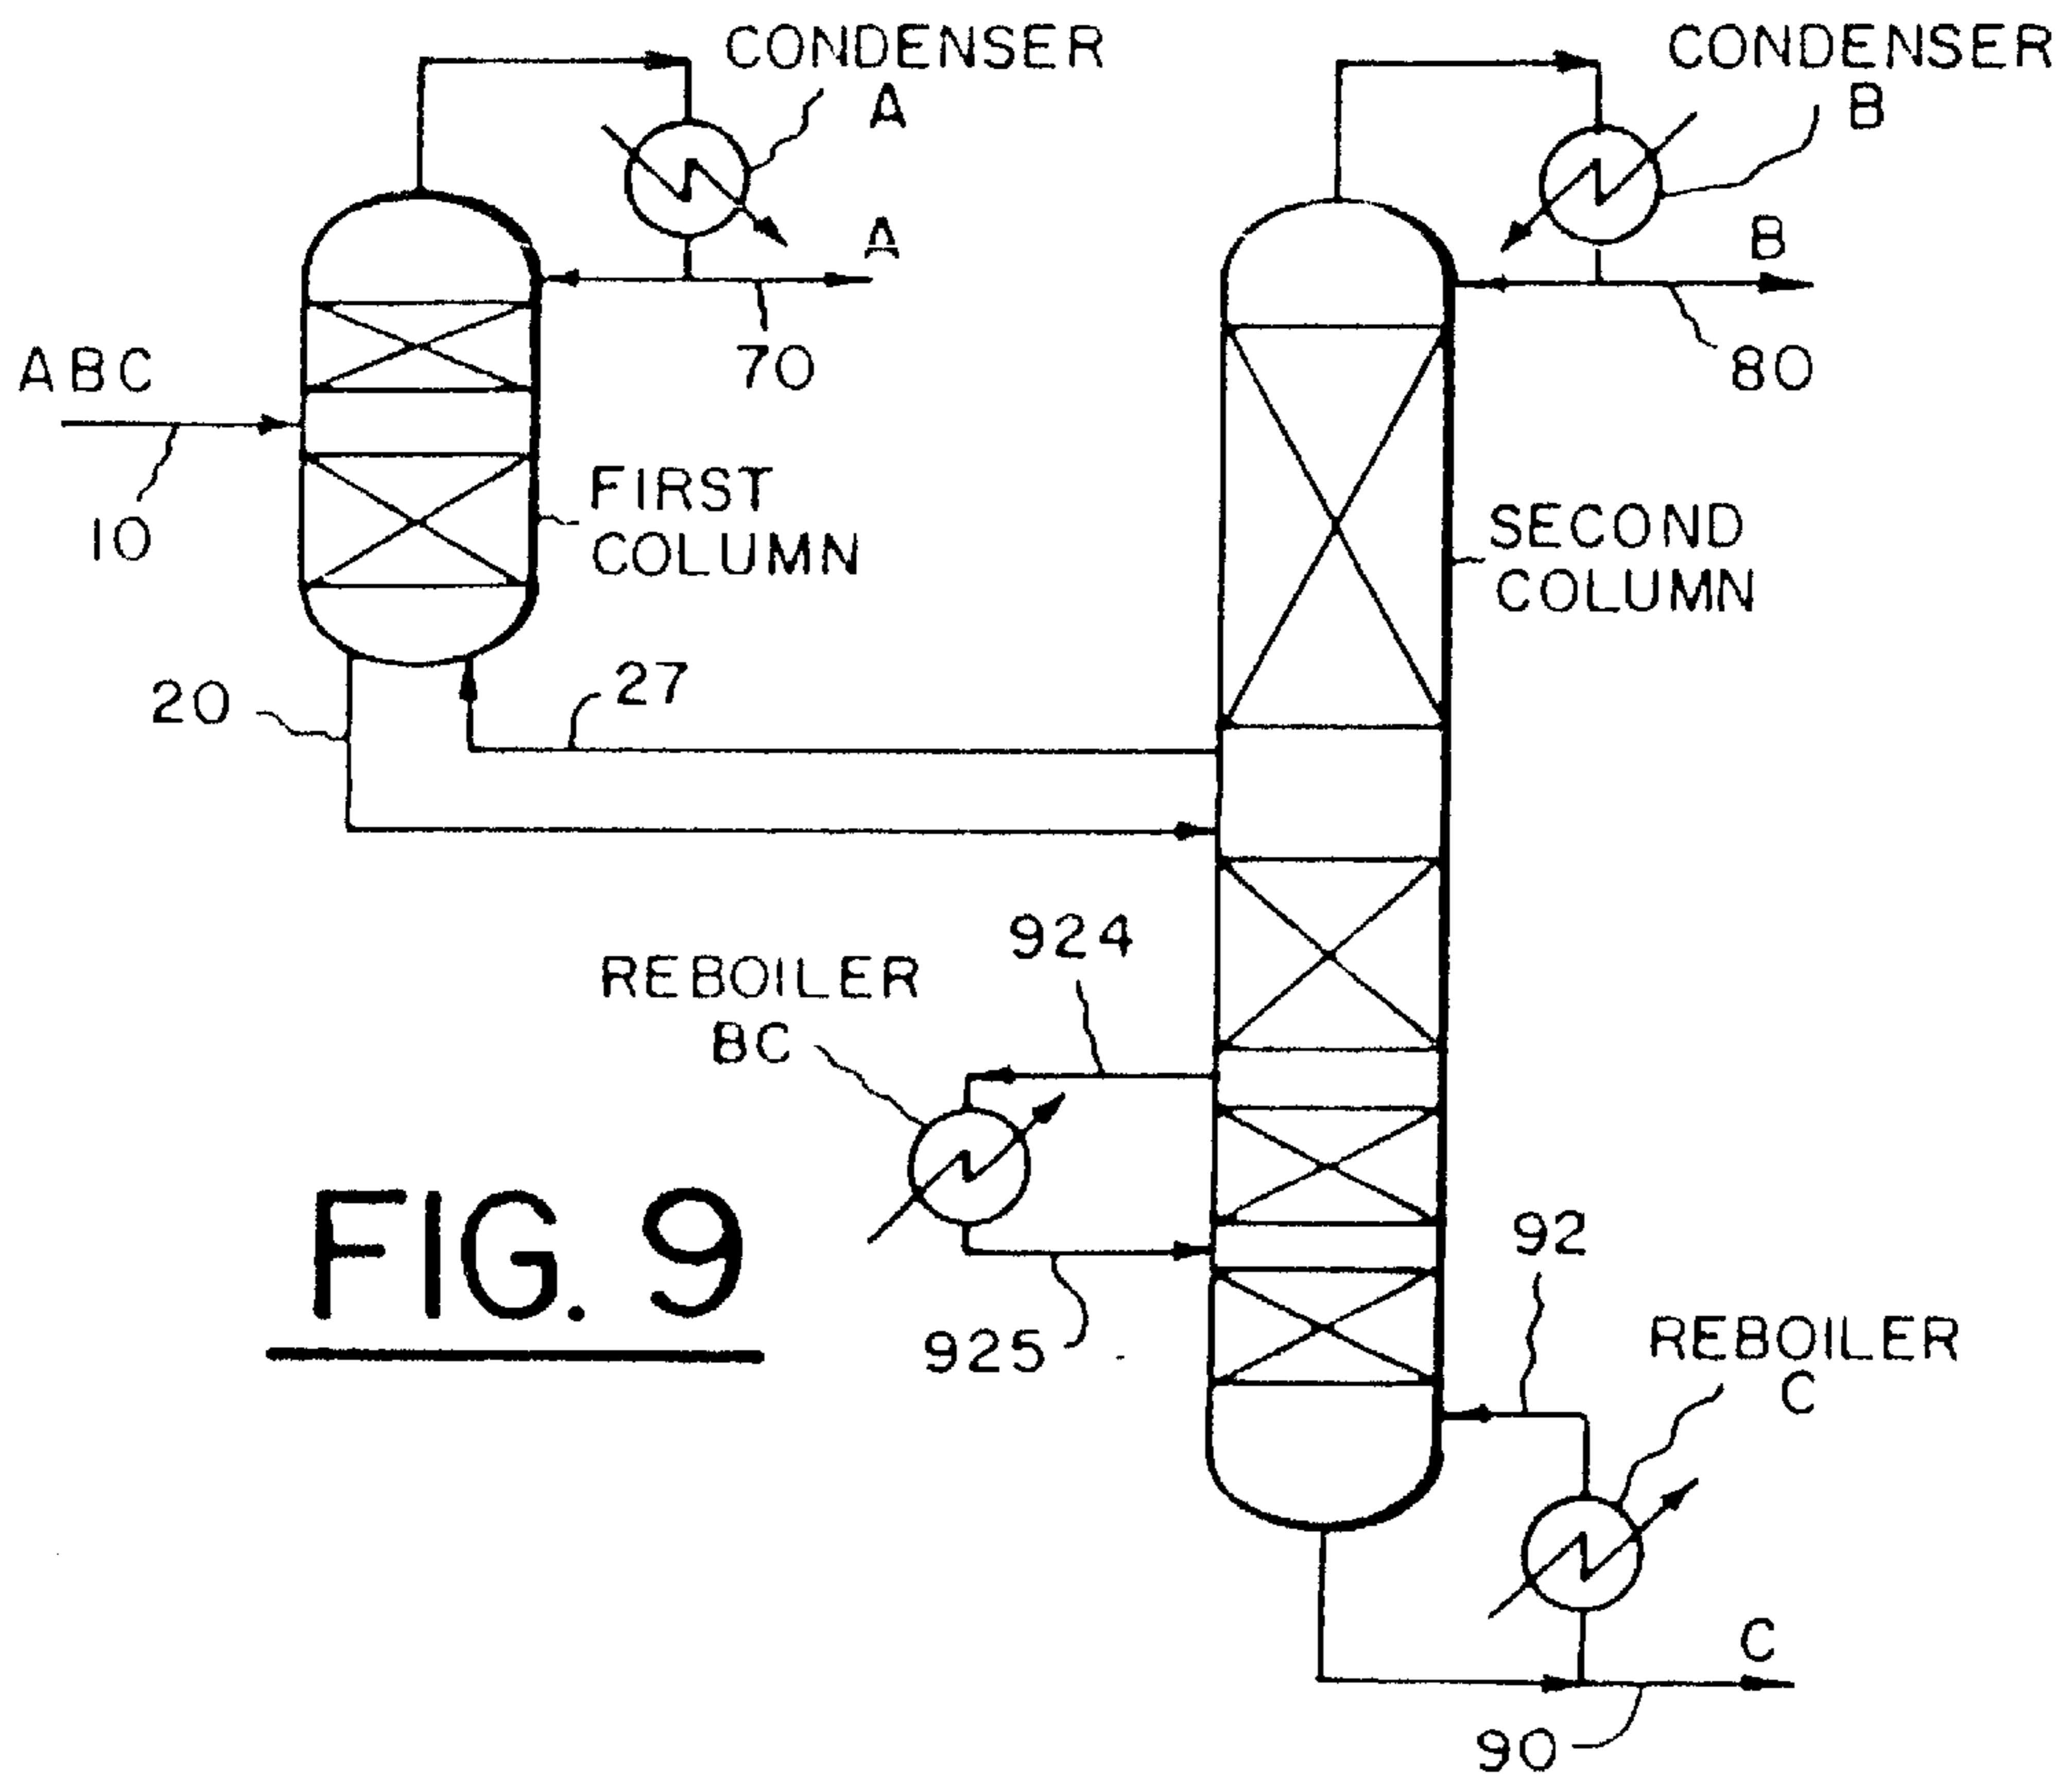 CONDENSER
A
CONDENSER
B
A
B
ABC
70
80
10
FIRST
COLUMN
SECOND
COLUMN
20
27
924
REBOILER
BC
FIG. 9
92
925
REBOILER
C
C
90